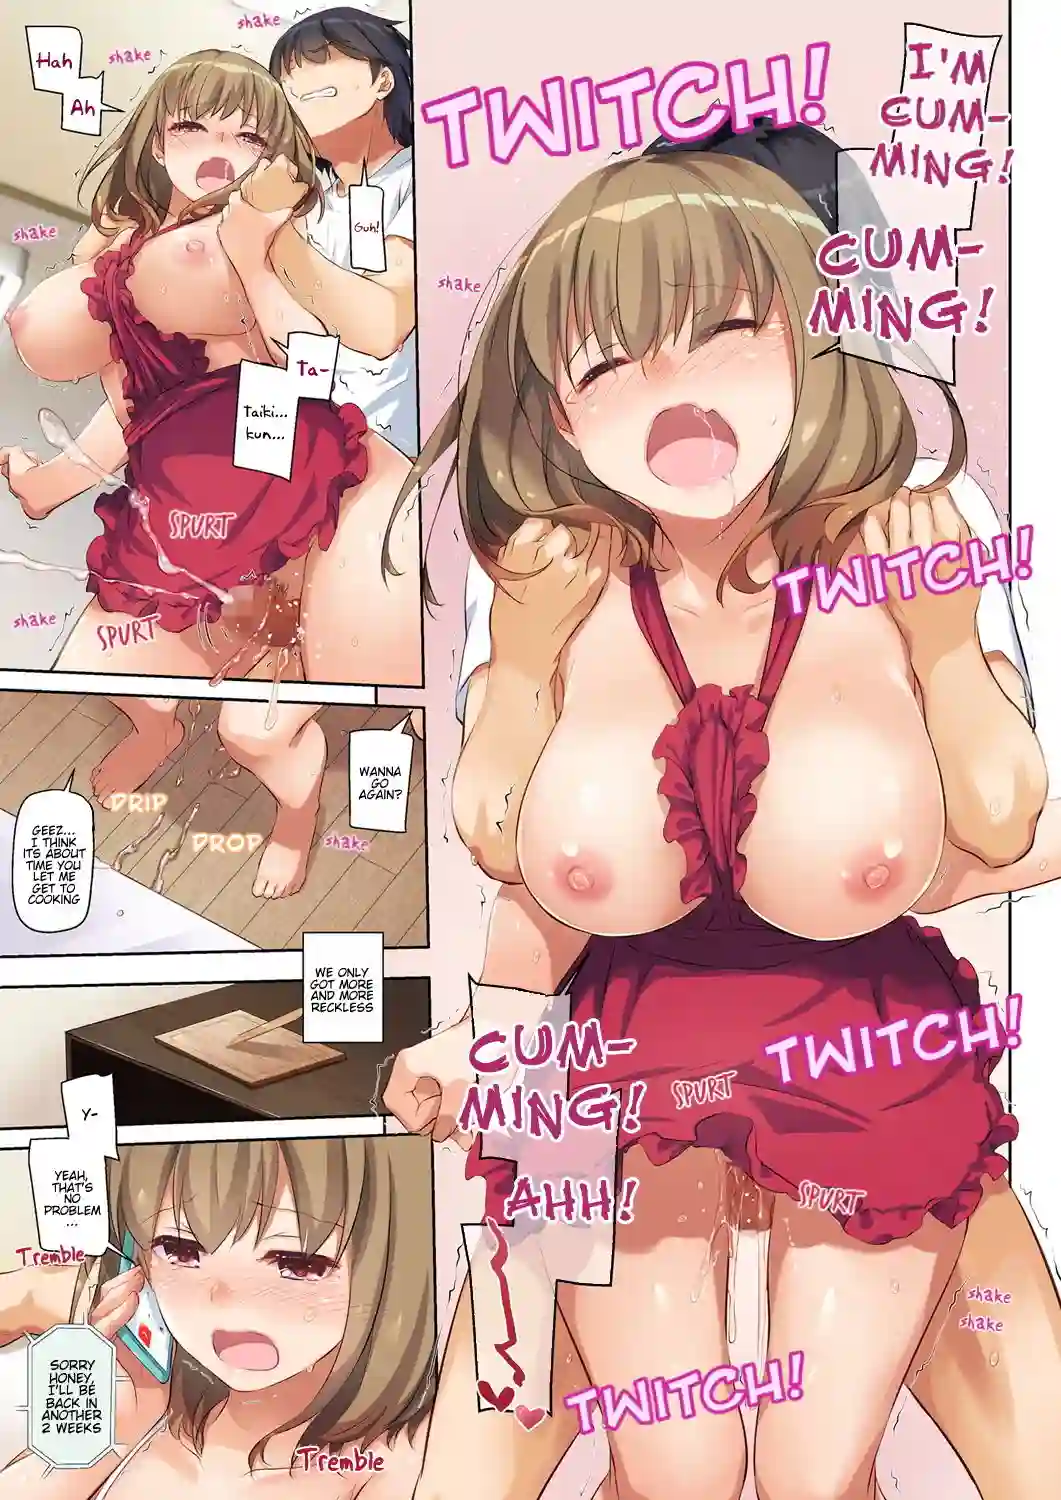 I'M
CUM-
MING!
CUM-
MING!
TWITCH!
shake
TWITCH!
TWITCH!
CUM-
MING!
AHH!
SPURT
SPURT
shake
shake
TWITCH!
shake
shake
shake
Hah
Ah
Guh!
Ta-
Taiki...
kun...
SPURT
shake
SPURT
WANNA
GO
AGAIN?
DRIP
DROP
shake
GEEZ...
I THINK
ITS ABOUT
TIME YOU
LET ME
GET TO
COOKING
WE ONLY
GOT MORE
AND MORE
RECKLESS
Y-
YEAH,
THAT'S
NO
PROBLEM
...
Tremble
SORRY
HONEY,
I'LL BE
BACK IN
ANOTHER
2 WEEKS
Tremble